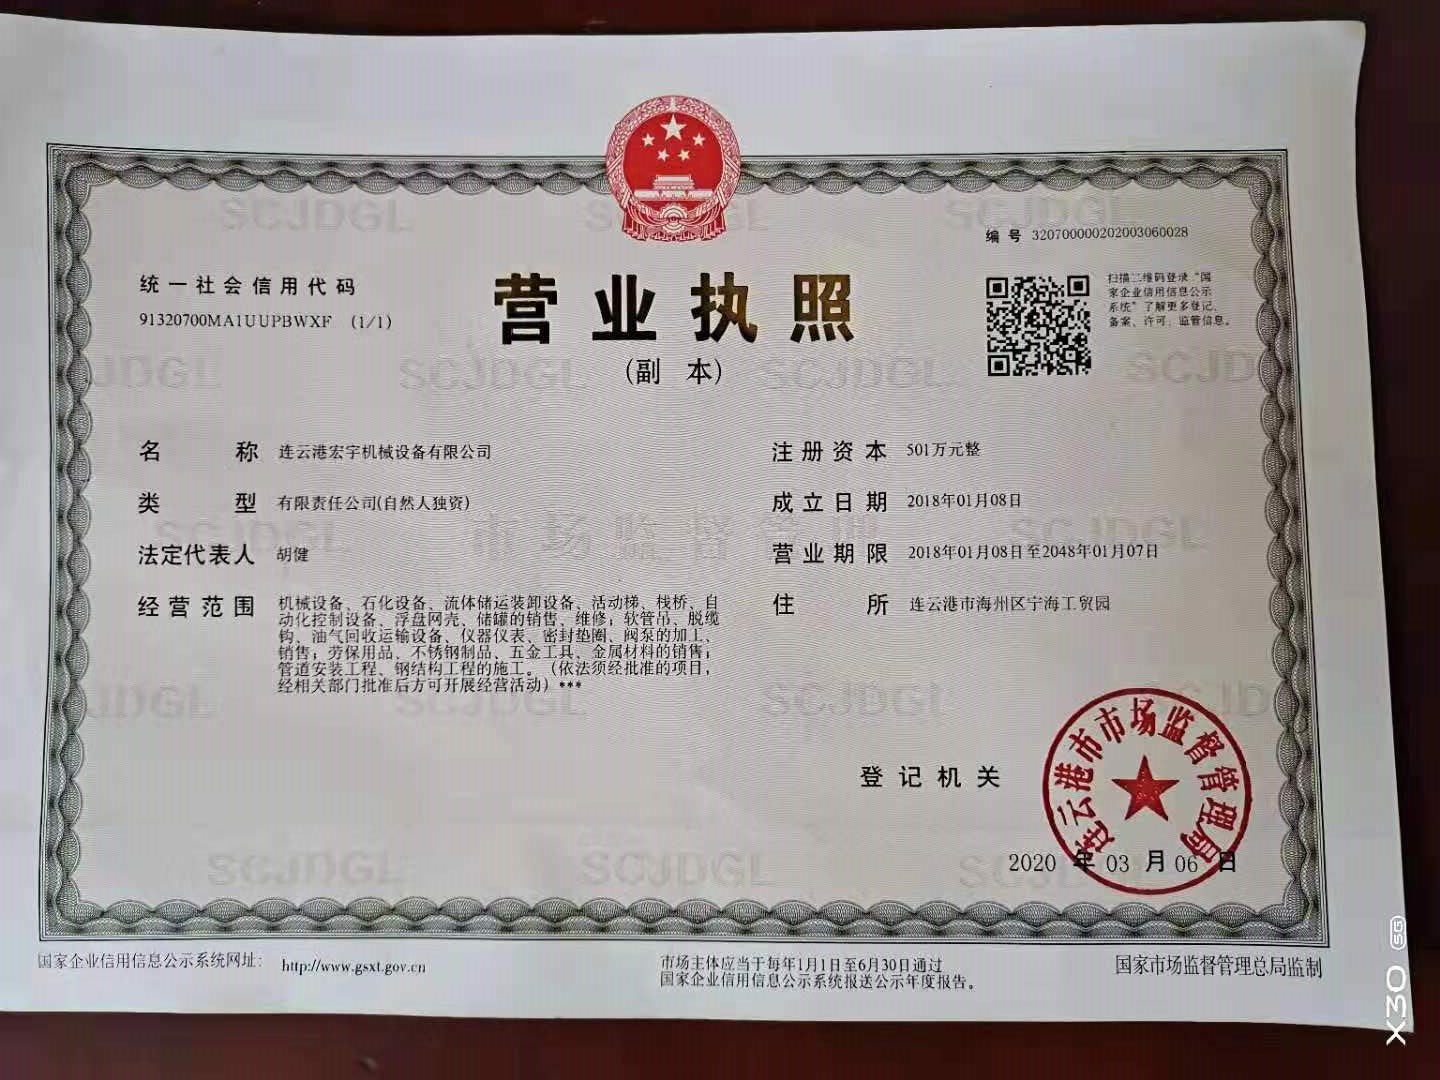 编号 320700000202003060028
统一社会信用代码
91320700MA1UUPBWXF (1/1)
营业执照
(副 本)
扫描二维码登录“国
家企业信用信息公示
系统”了解更多登记、
备案、许可、监管信息。
名称 连云港宏宇机械设备有限公司
类型 有限责任公司(自然人独资)
法定代表人 胡健
经营范围 机械设备、石化设备、流体储运装卸设备、活动梯、栈桥、自
动化控制设备、浮盘网壳、储罐的销售、维修；软管吊、脱缆
钩、油气回收运输设备、仪器仪表、密封垫圈、阀泵的加工、
销售；劳保用品、不锈钢制品、五金工具、金属材料的销售；
管道安装工程、钢结构工程的施工。（依法须经批准的项目，
经相关部门批准后方可开展经营活动）***
注册资本 501万元整
成立日期 2018年01月08日
营业期限 2018年01月08日至2048年01月07日
住所 连云港市海州区宁海工贸园
登记机关
连云港市市场监督管理局
2020 年 03 月 06 日
国家企业信用信息公示系统网址： http://www.gsxt.gov.cn
市场主体应当于每年1月1日至6月30日通过
国家企业信用信息公示系统报送公示年度报告。
国家市场监督管理总局监制
SCJDGL
市场监督管理
X30 5G